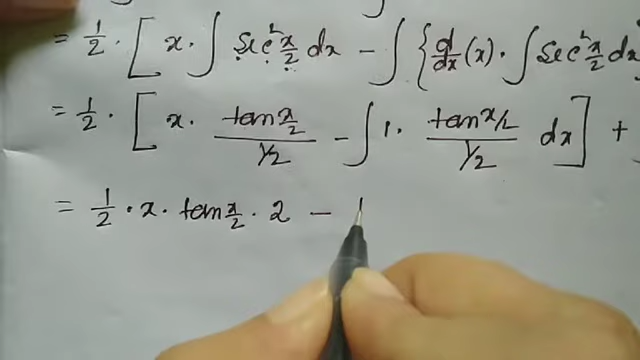 = 1/2 · [ x · ∫ sec² x/2 dx − ∫ { d/dx (x) · ∫ sec² x/2 dx
= 1/2 · [ x · tan x/2 / 1/2 − ∫ 1 · tan x/2 / 1/2 dx ] +
= 1/2 · x · tan x/2 · 2 − 1